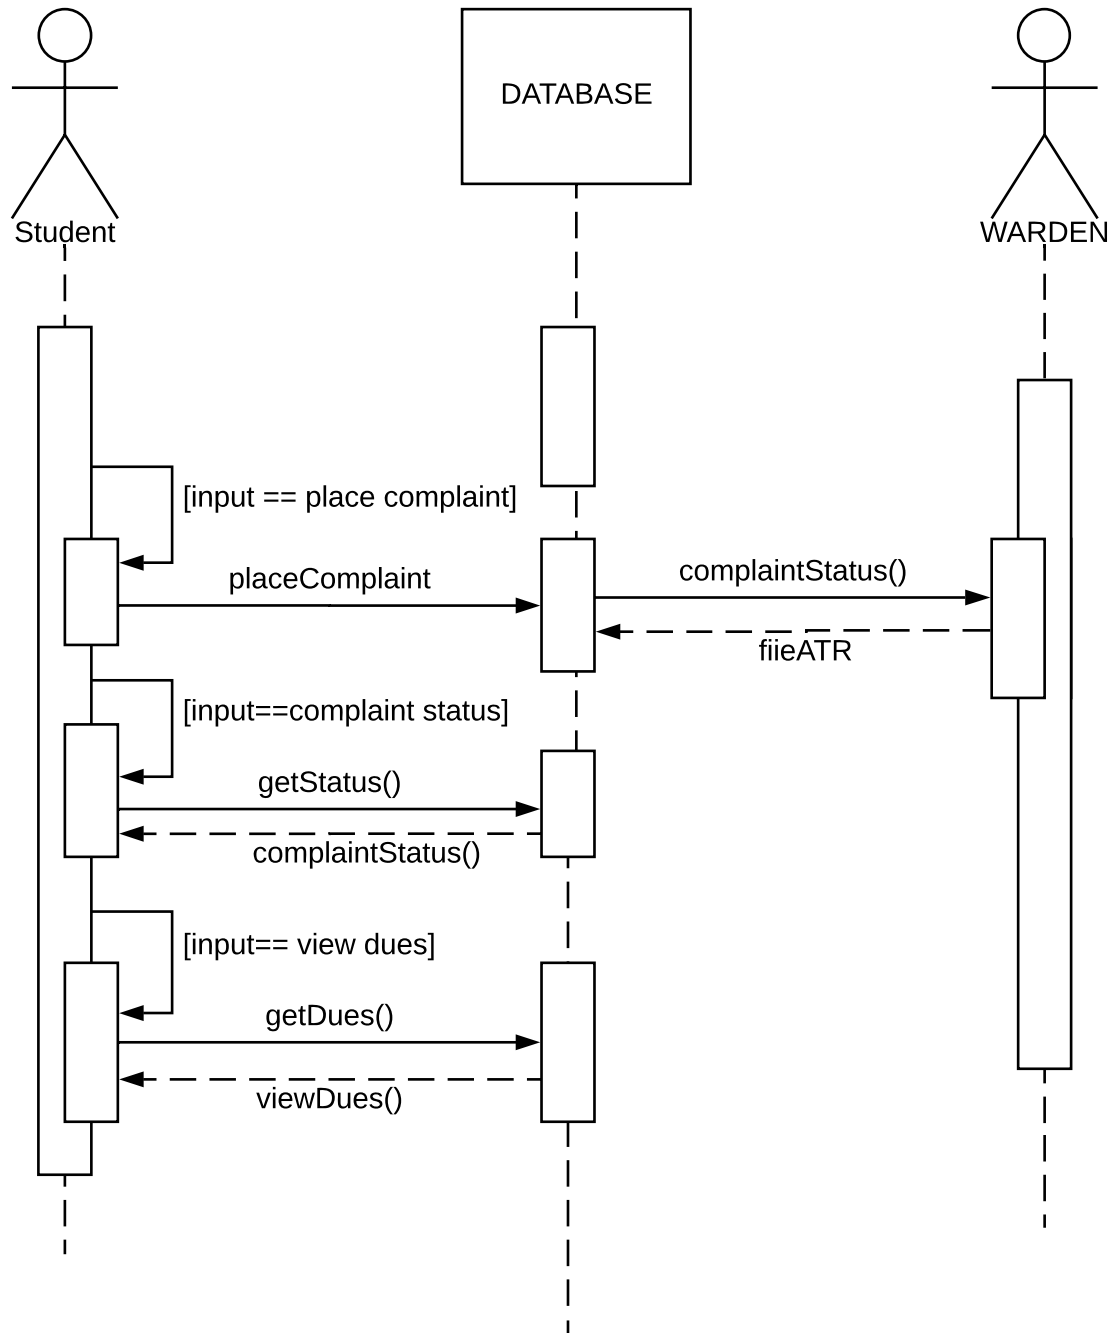 DATABASE
Student
WARDEN
[input == place complaint]
placeComplaint
complaintStatus()
fiieATR
[input==complaint status]
getStatus()
complaintStatus()
[input== view dues]
getDues()
viewDues()